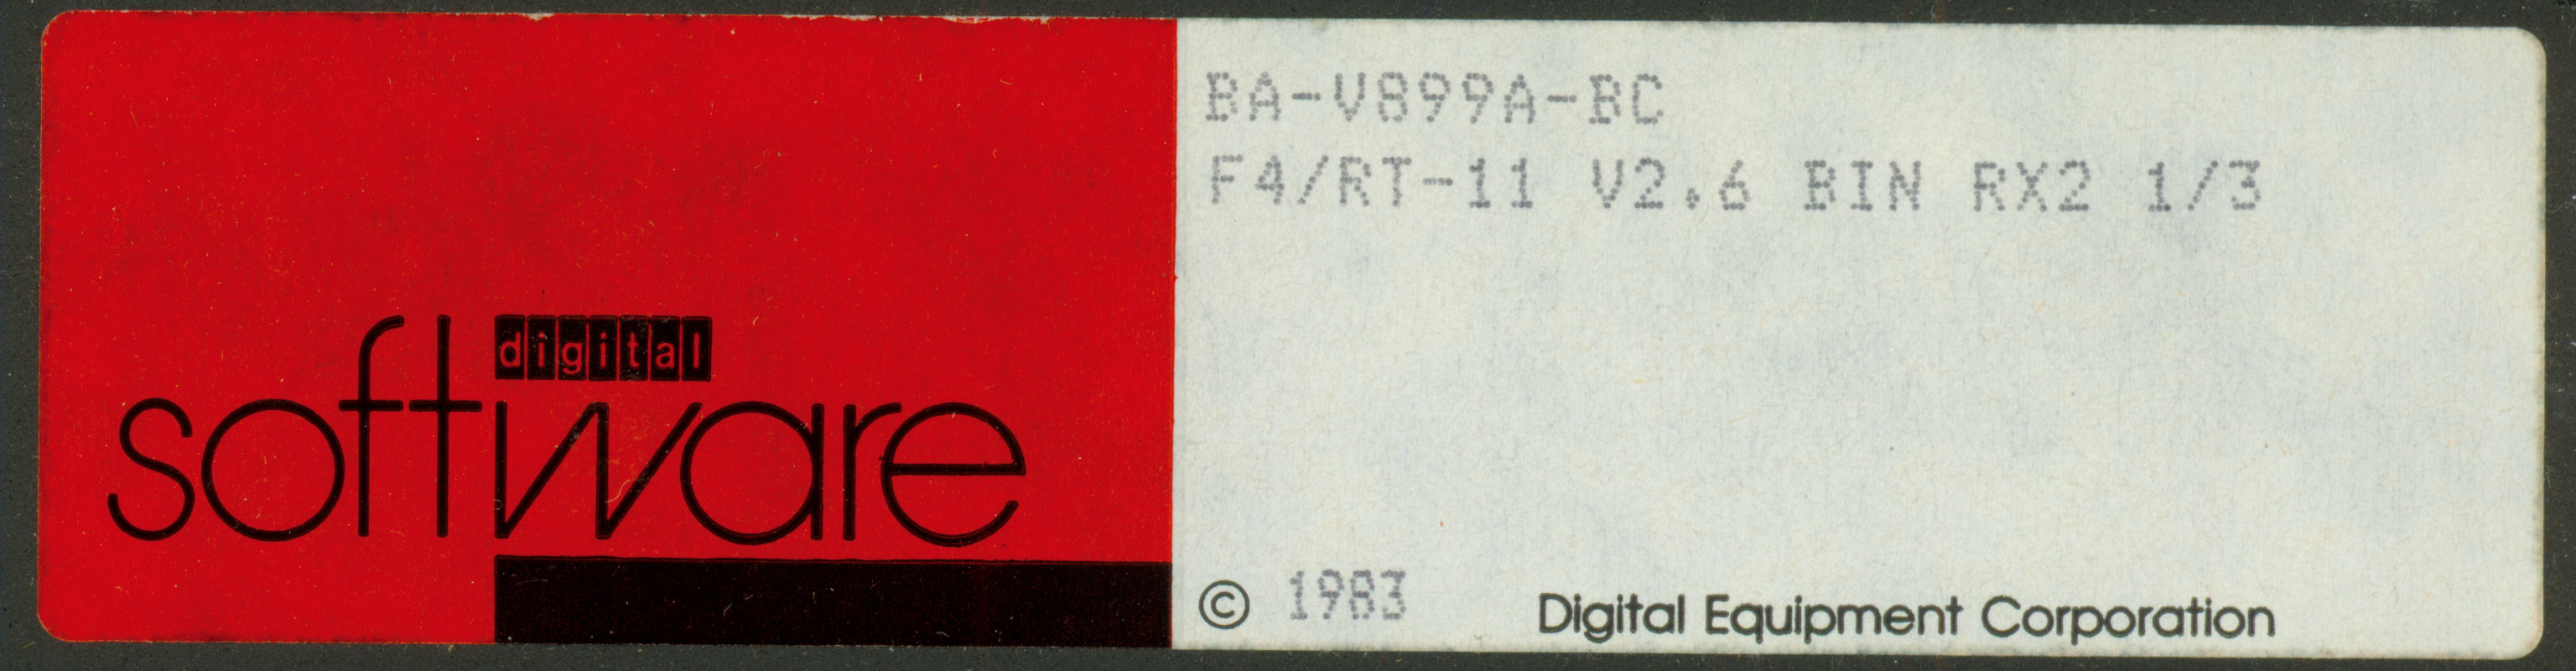 digital
software
BA-V899A-BC
F4/RT-11 V2.6 BIN RX2 1/3
© 1983 Digital Equipment Corporation